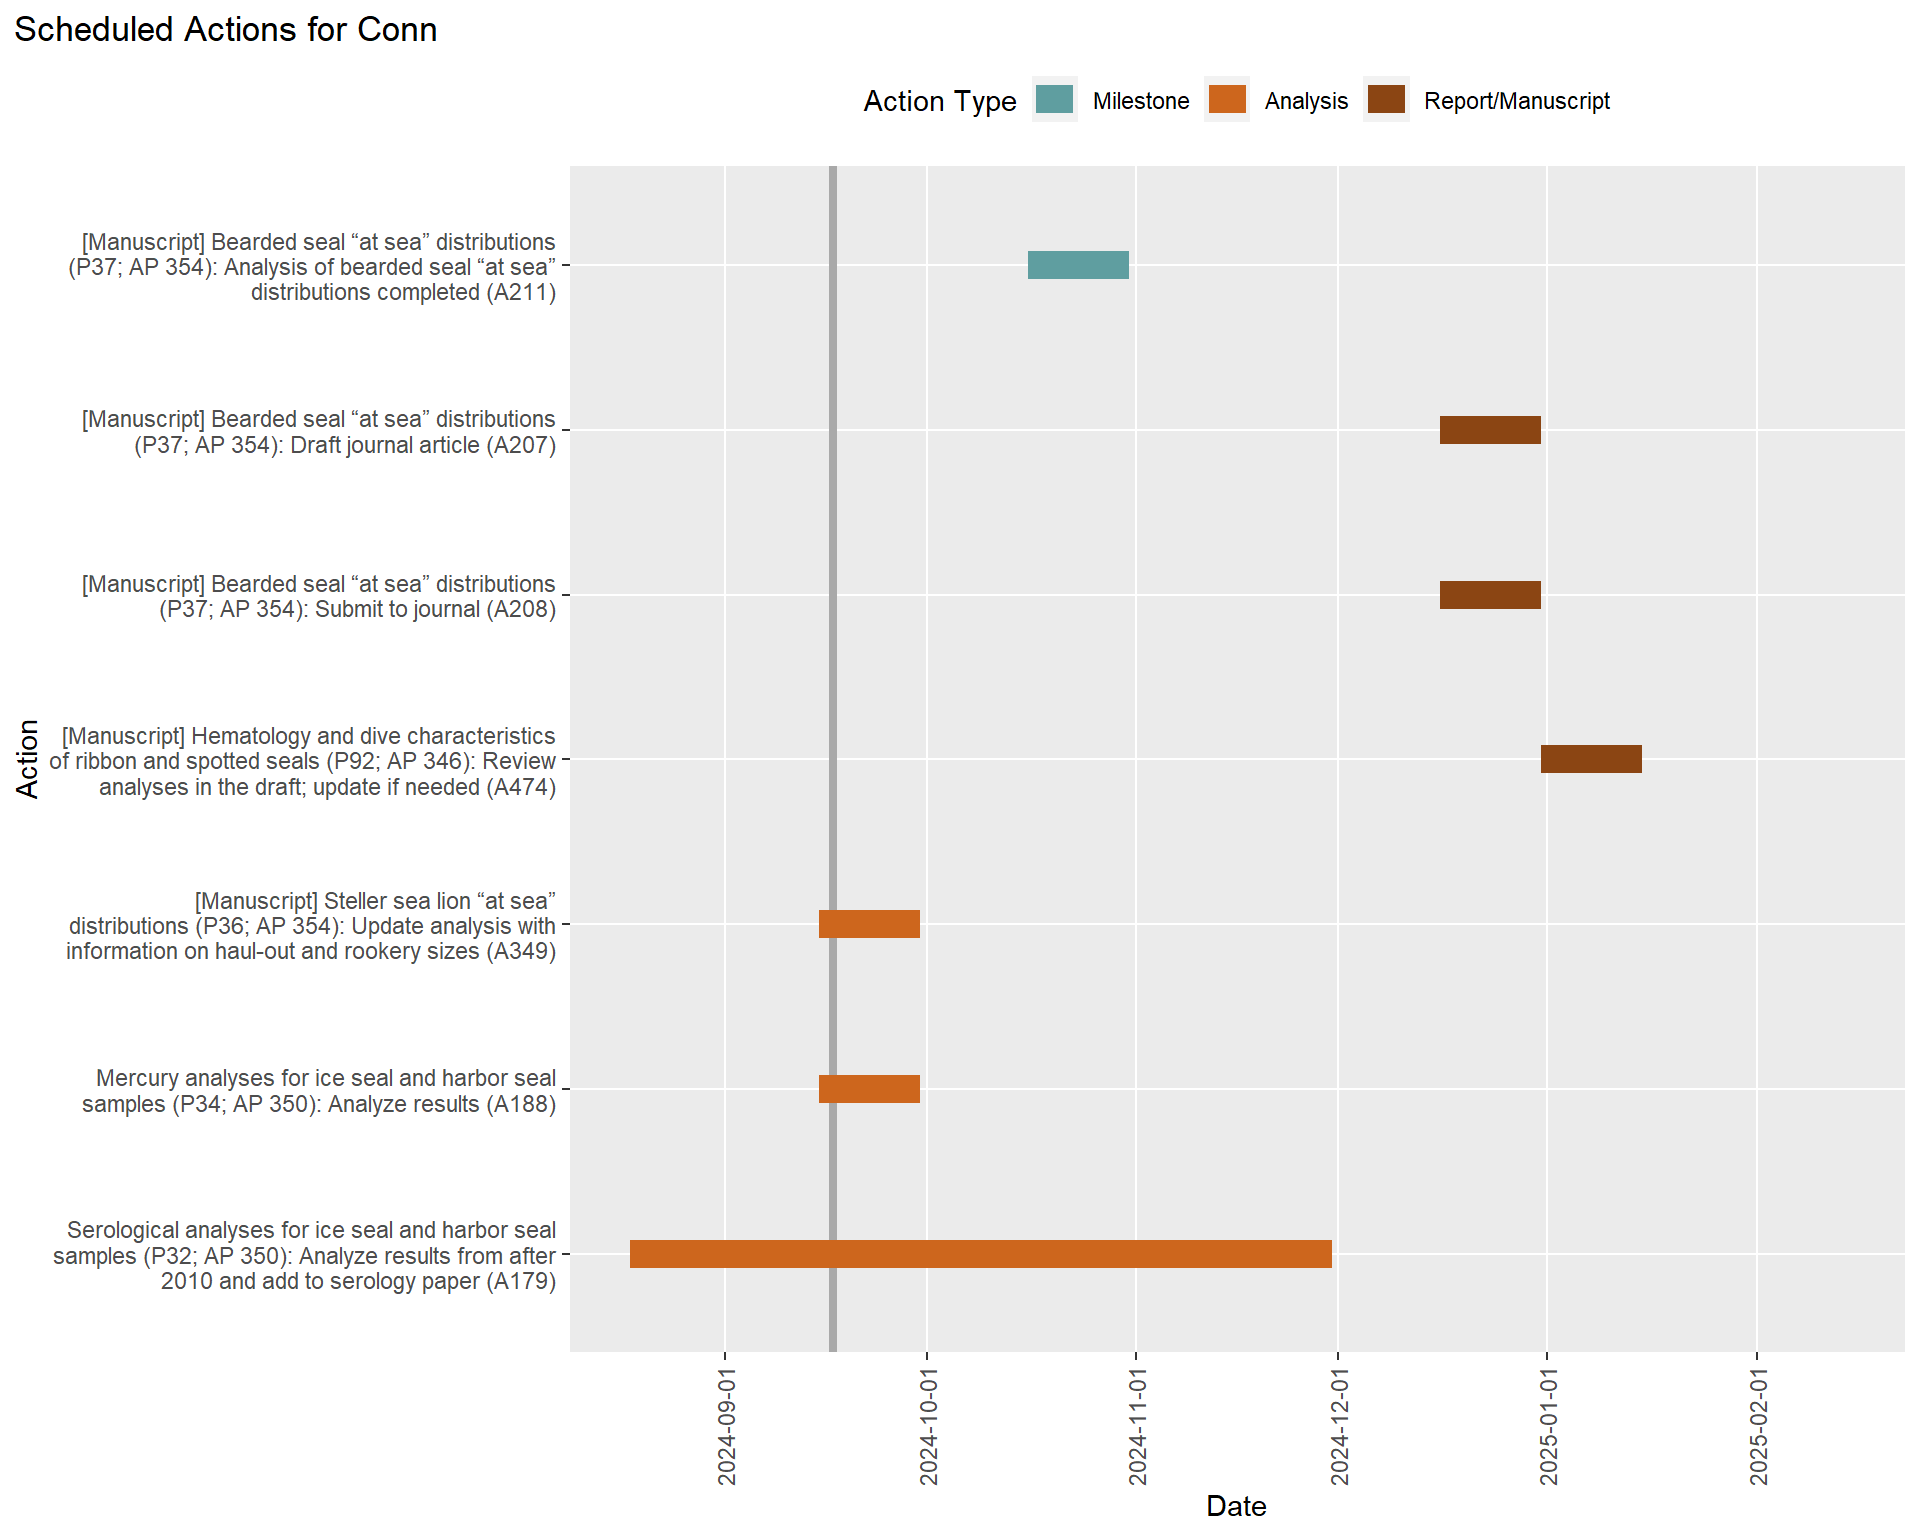 Scheduled Actions for Conn
Action Type
Milestone
Analysis
Report/Manuscript
[Manuscript] Bearded seal “at sea” distributions
(P37; AP 354): Analysis of bearded seal “at sea”
distributions completed (A211)
[Manuscript] Bearded seal “at sea” distributions
(P37; AP 354): Draft journal article (A207)
[Manuscript] Bearded seal “at sea” distributions
(P37; AP 354): Submit to journal (A208)
[Manuscript] Hematology and dive characteristics
of ribbon and spotted seals (P92; AP 346): Review
analyses in the draft; update if needed (A474)
[Manuscript] Steller sea lion “at sea”
distributions (P36; AP 354): Update analysis with
information on haul-out and rookery sizes (A349)
Mercury analyses for ice seal and harbor seal
samples (P34; AP 350): Analyze results (A188)
Serological analyses for ice seal and harbor seal
samples (P32; AP 350): Analyze results from after
2010 and add to serology paper (A179)
Action
2024-09-01
2024-10-01
2024-11-01
2024-12-01
2025-01-01
2025-02-01
Date